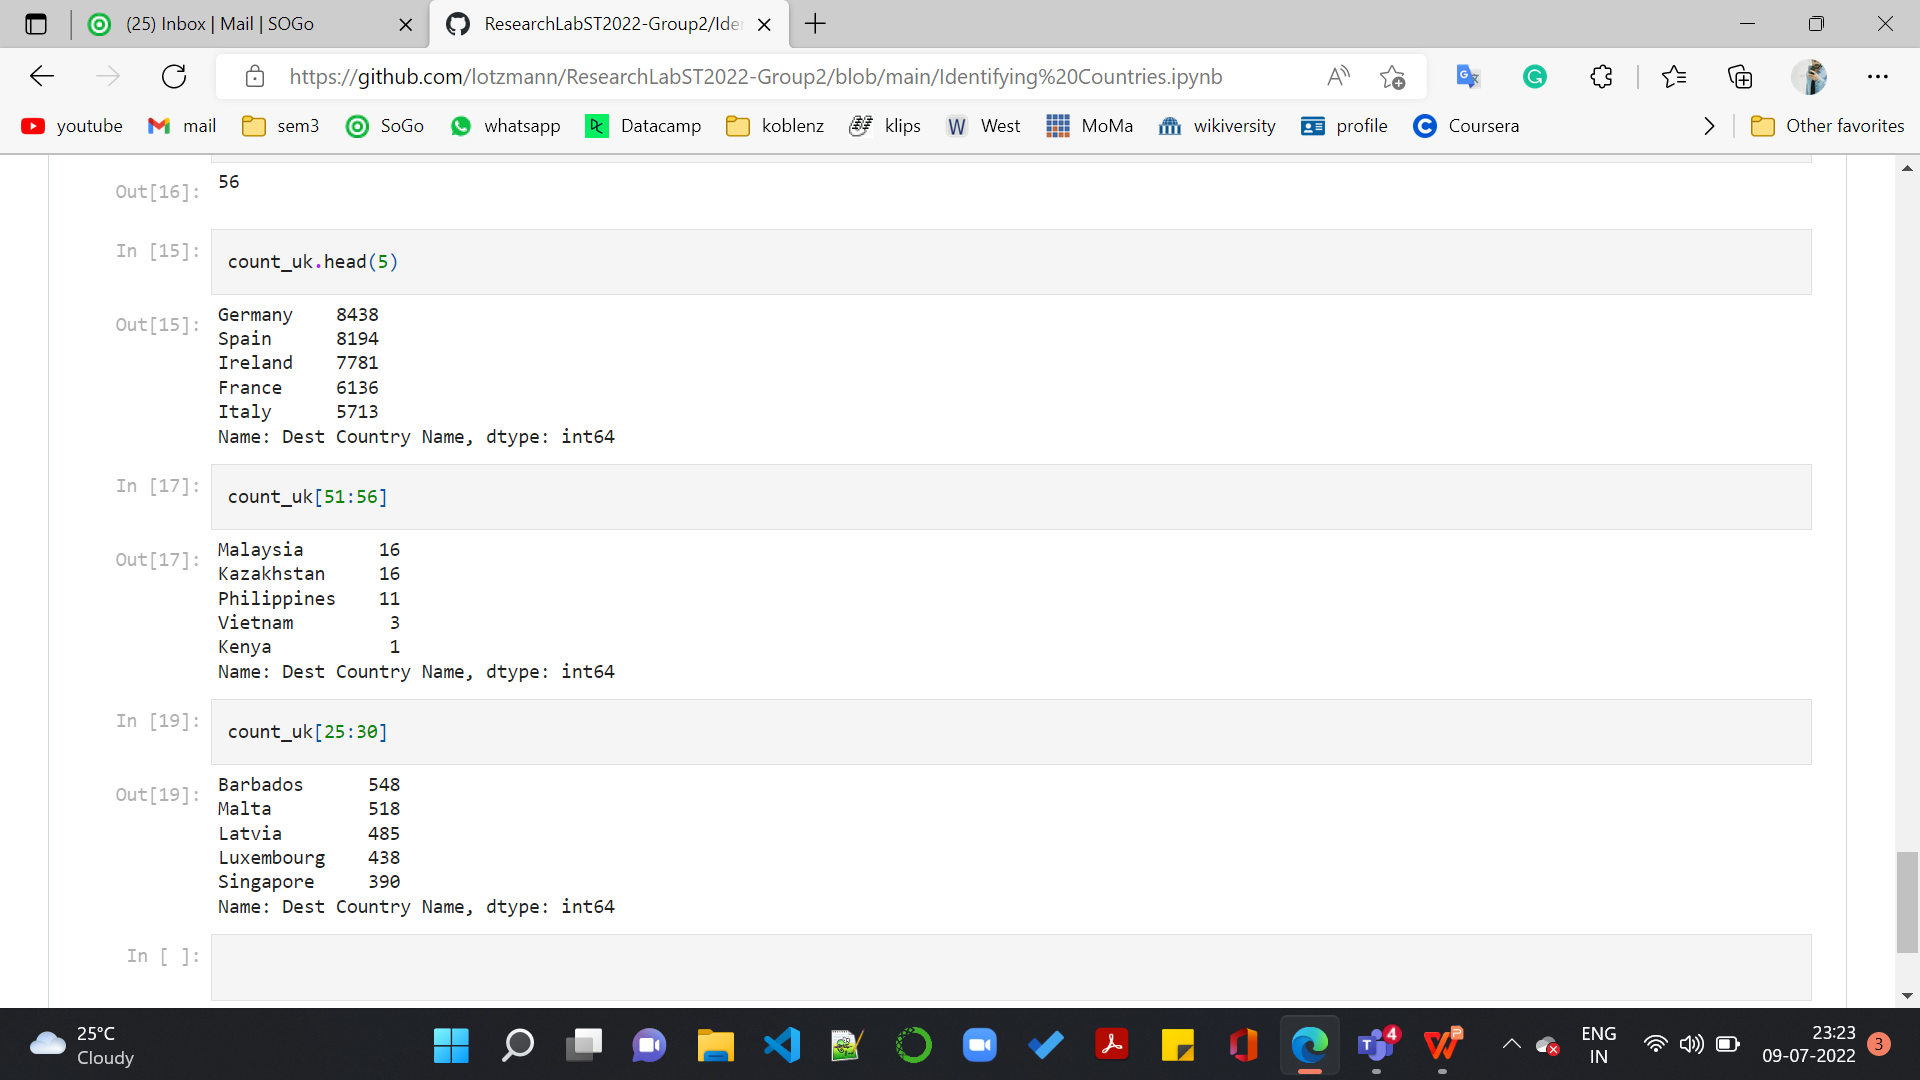 (25) Inbox | Mail | SOGo
ResearchLabST2022-Group2/Ide
https://github.com/lotzmann/ResearchLabST2022-Group2/blob/main/Identifying%20Countries.ipynb
youtube mail sem3 SoGo whatsapp Datacamp koblenz klips West MoMa wikiversity profile Coursera Other favorites
Out[16]: 56
In [15]: count_uk.head(5)
Out[15]: Germany 8438
Spain 8194
Ireland 7781
France 6136
Italy 5713
Name: Dest Country Name, dtype: int64
In [17]: count_uk[51:56]
Out[17]: Malaysia 16
Kazakhstan 16
Philippines 11
Vietnam 3
Kenya 1
Name: Dest Country Name, dtype: int64
In [19]: count_uk[25:30]
Out[19]: Barbados 548
Malta 518
Latvia 485
Luxembourg 438
Singapore 390
Name: Dest Country Name, dtype: int64
In [ ]:
25°C
Cloudy
4
ENG
IN
23:23
09-07-2022
3